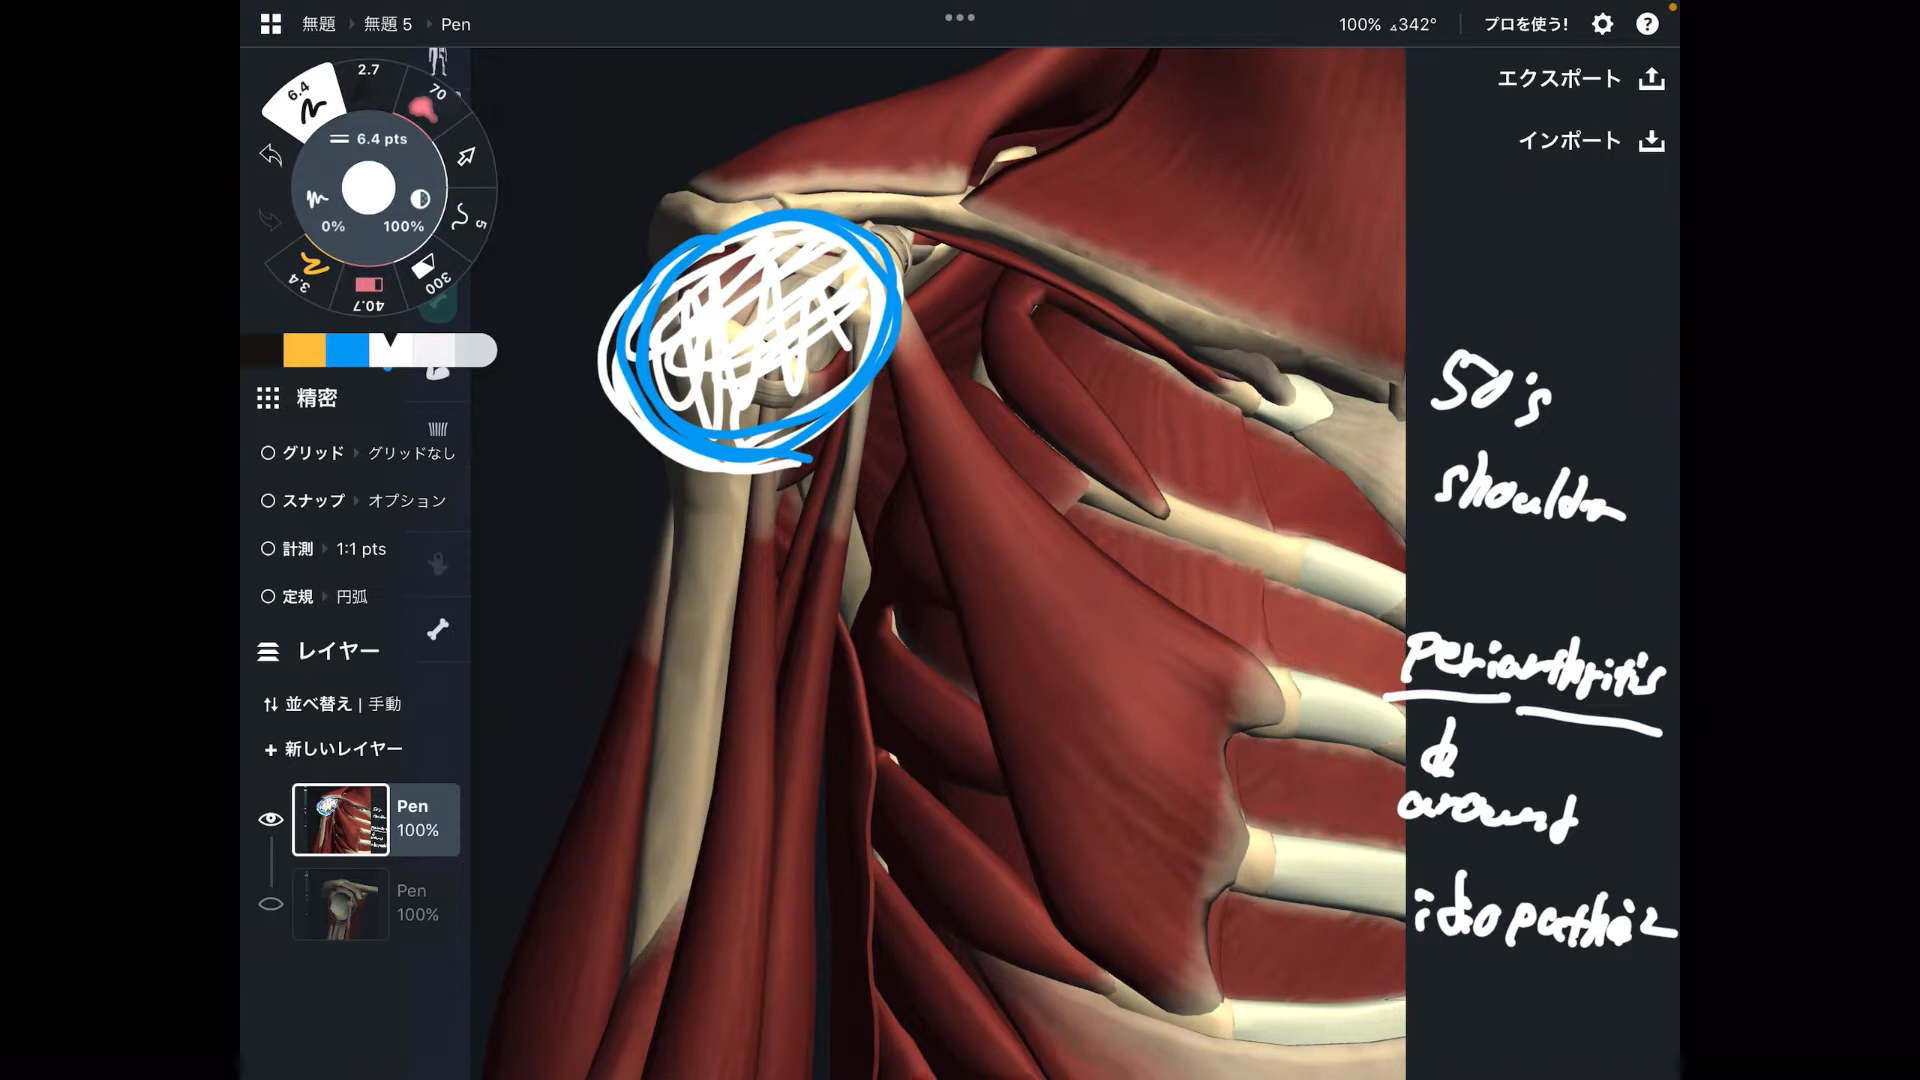 無題 無題 5 Pen
100% ⊿342°
プロを使う!
エクスポート
インポート
2.7
6.4
70
6.4 pts
0%
100%
5
3.4
40.7
300
精密
グリッド グリッドなし
スナップ オプション
計測 1:1 pts
定規 円弧
レイヤー
並べ替え | 手動
+ 新しいレイヤー
Pen
100%
Pen
100%
50's
shoulder
periarthritis
around